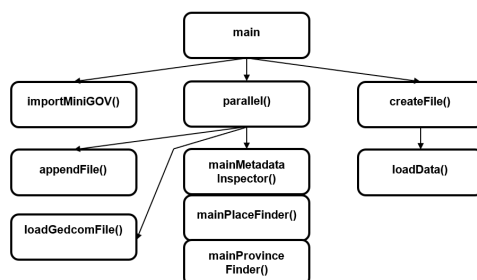 main
importMiniGOV()
parallel()
createFile()
appendFile()
mainMetadata
Inspector()
loadData()
mainPlaceFinder()
loadGedcomFile()
mainProvince
Finder()